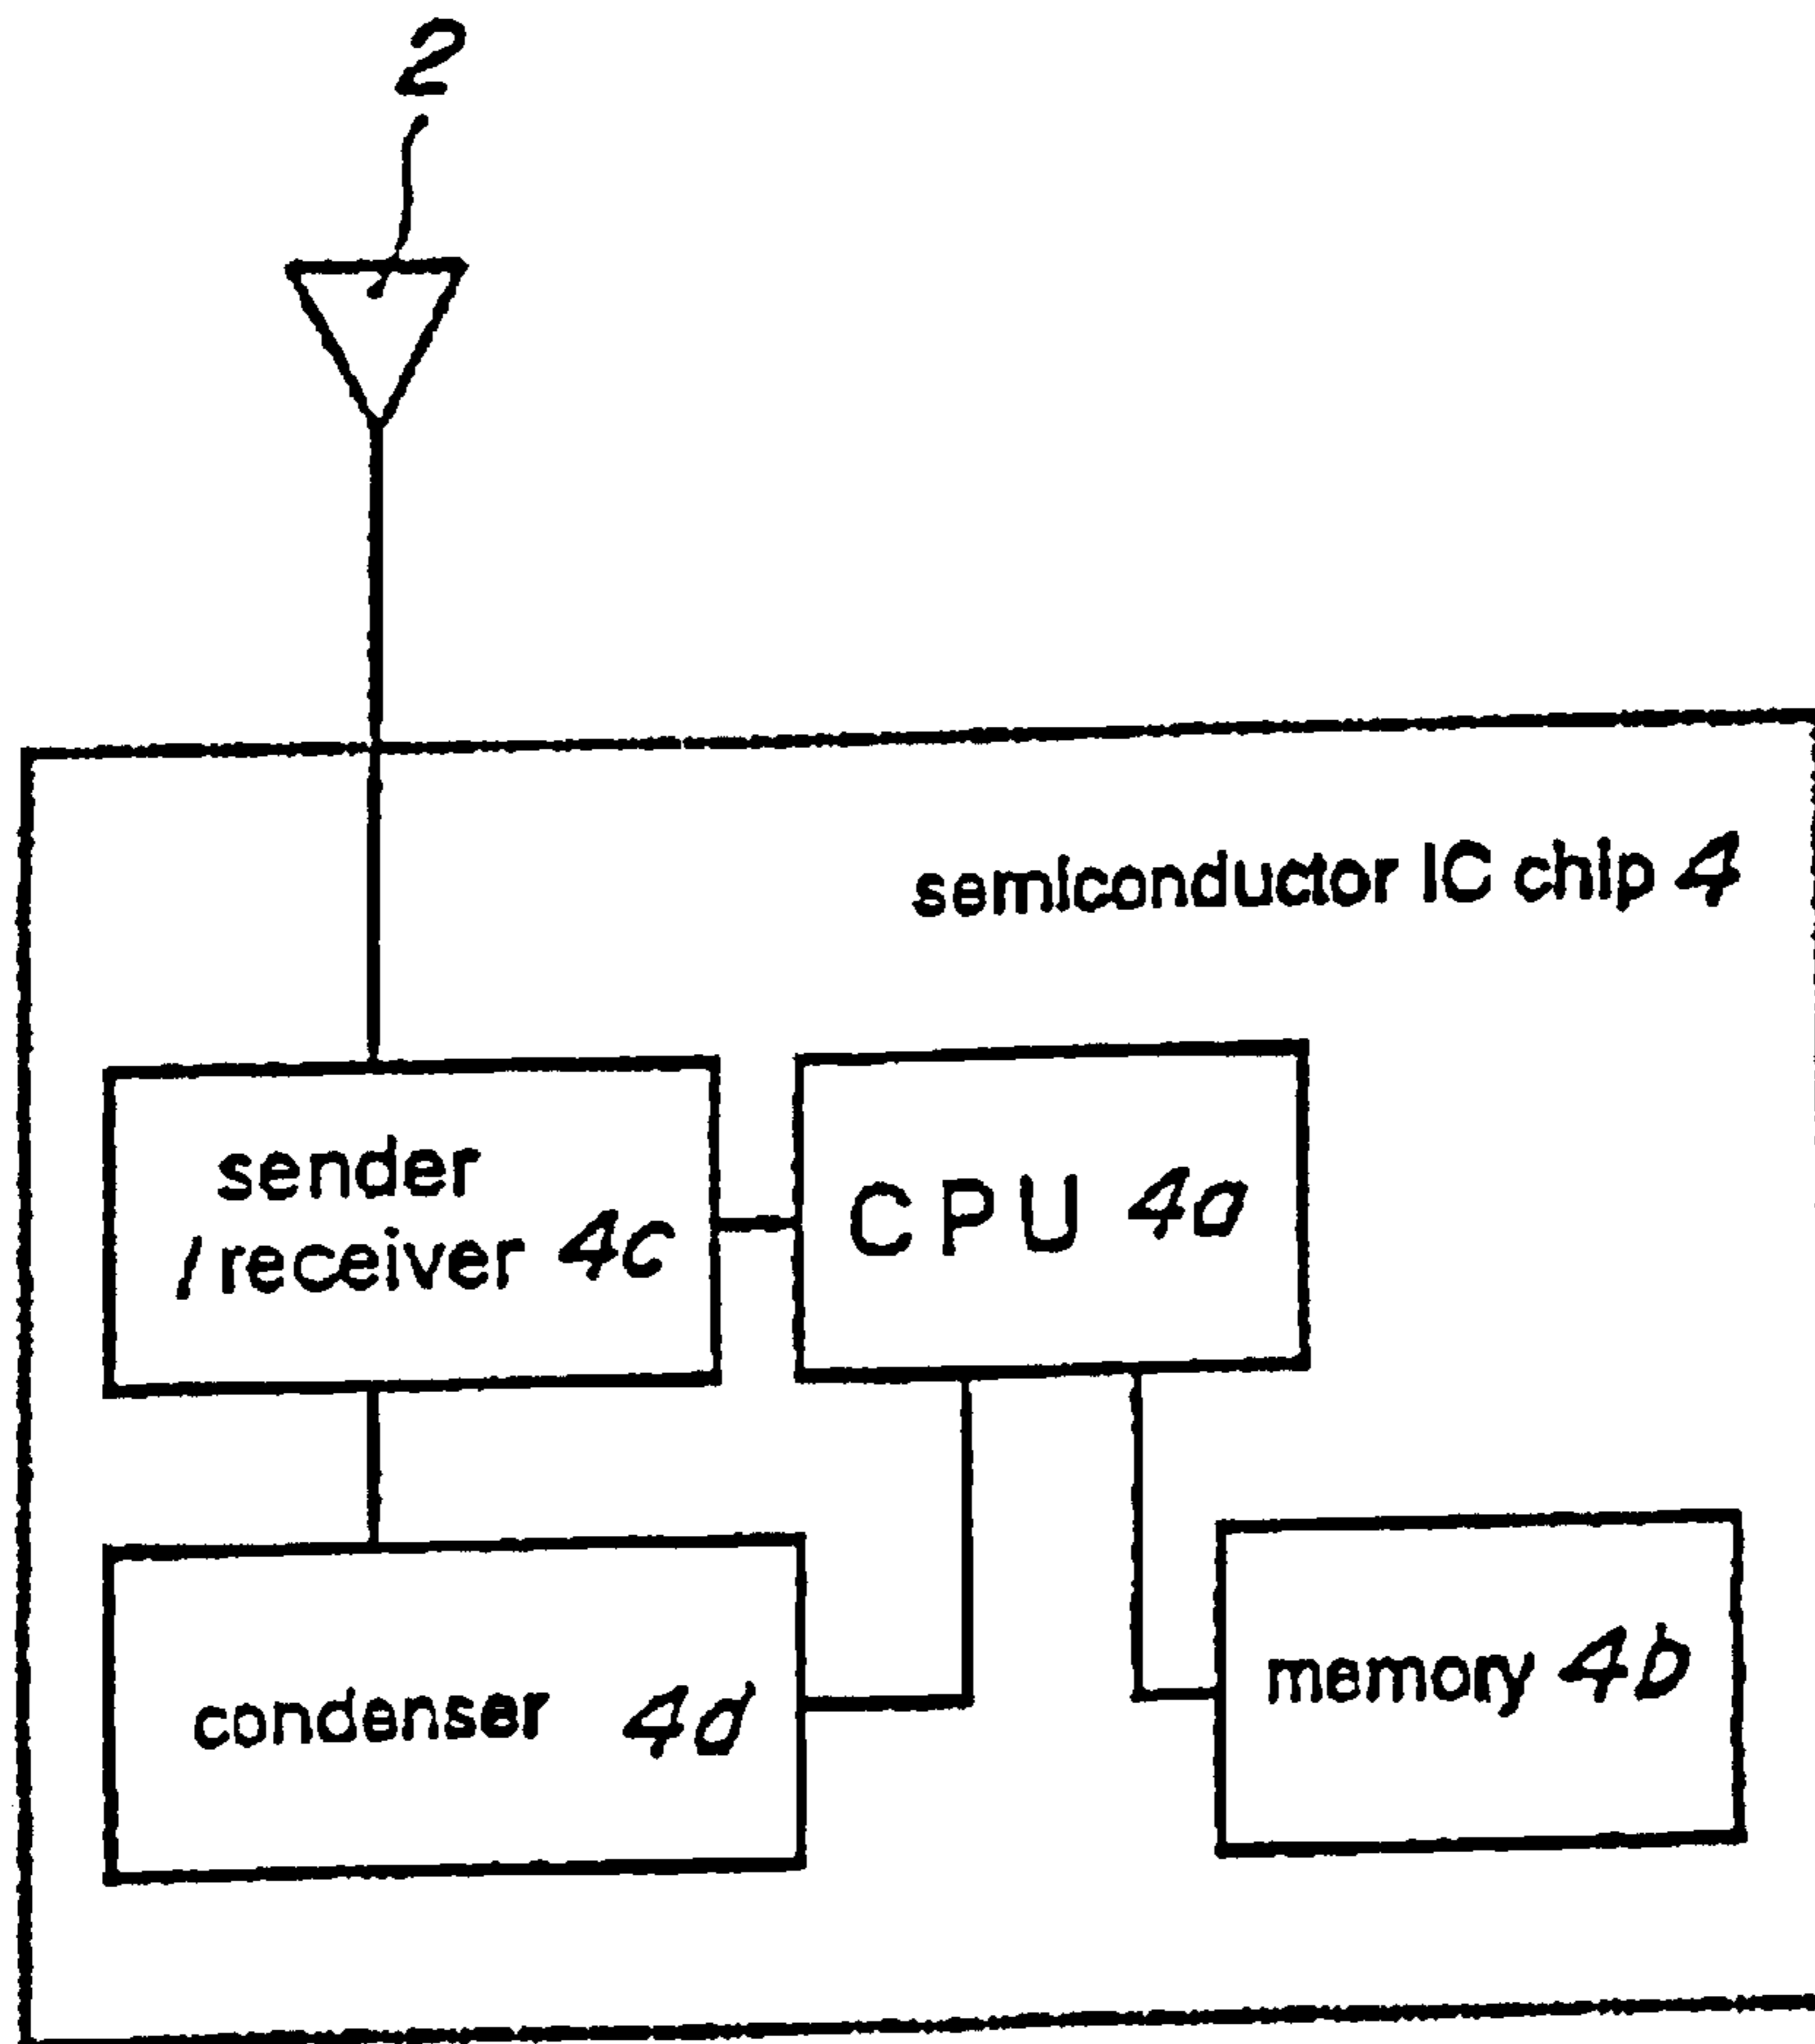 2
semiconductor IC chip 4
sender
/receiver 4c
CPU 4a
condenser 4d
memory 4b